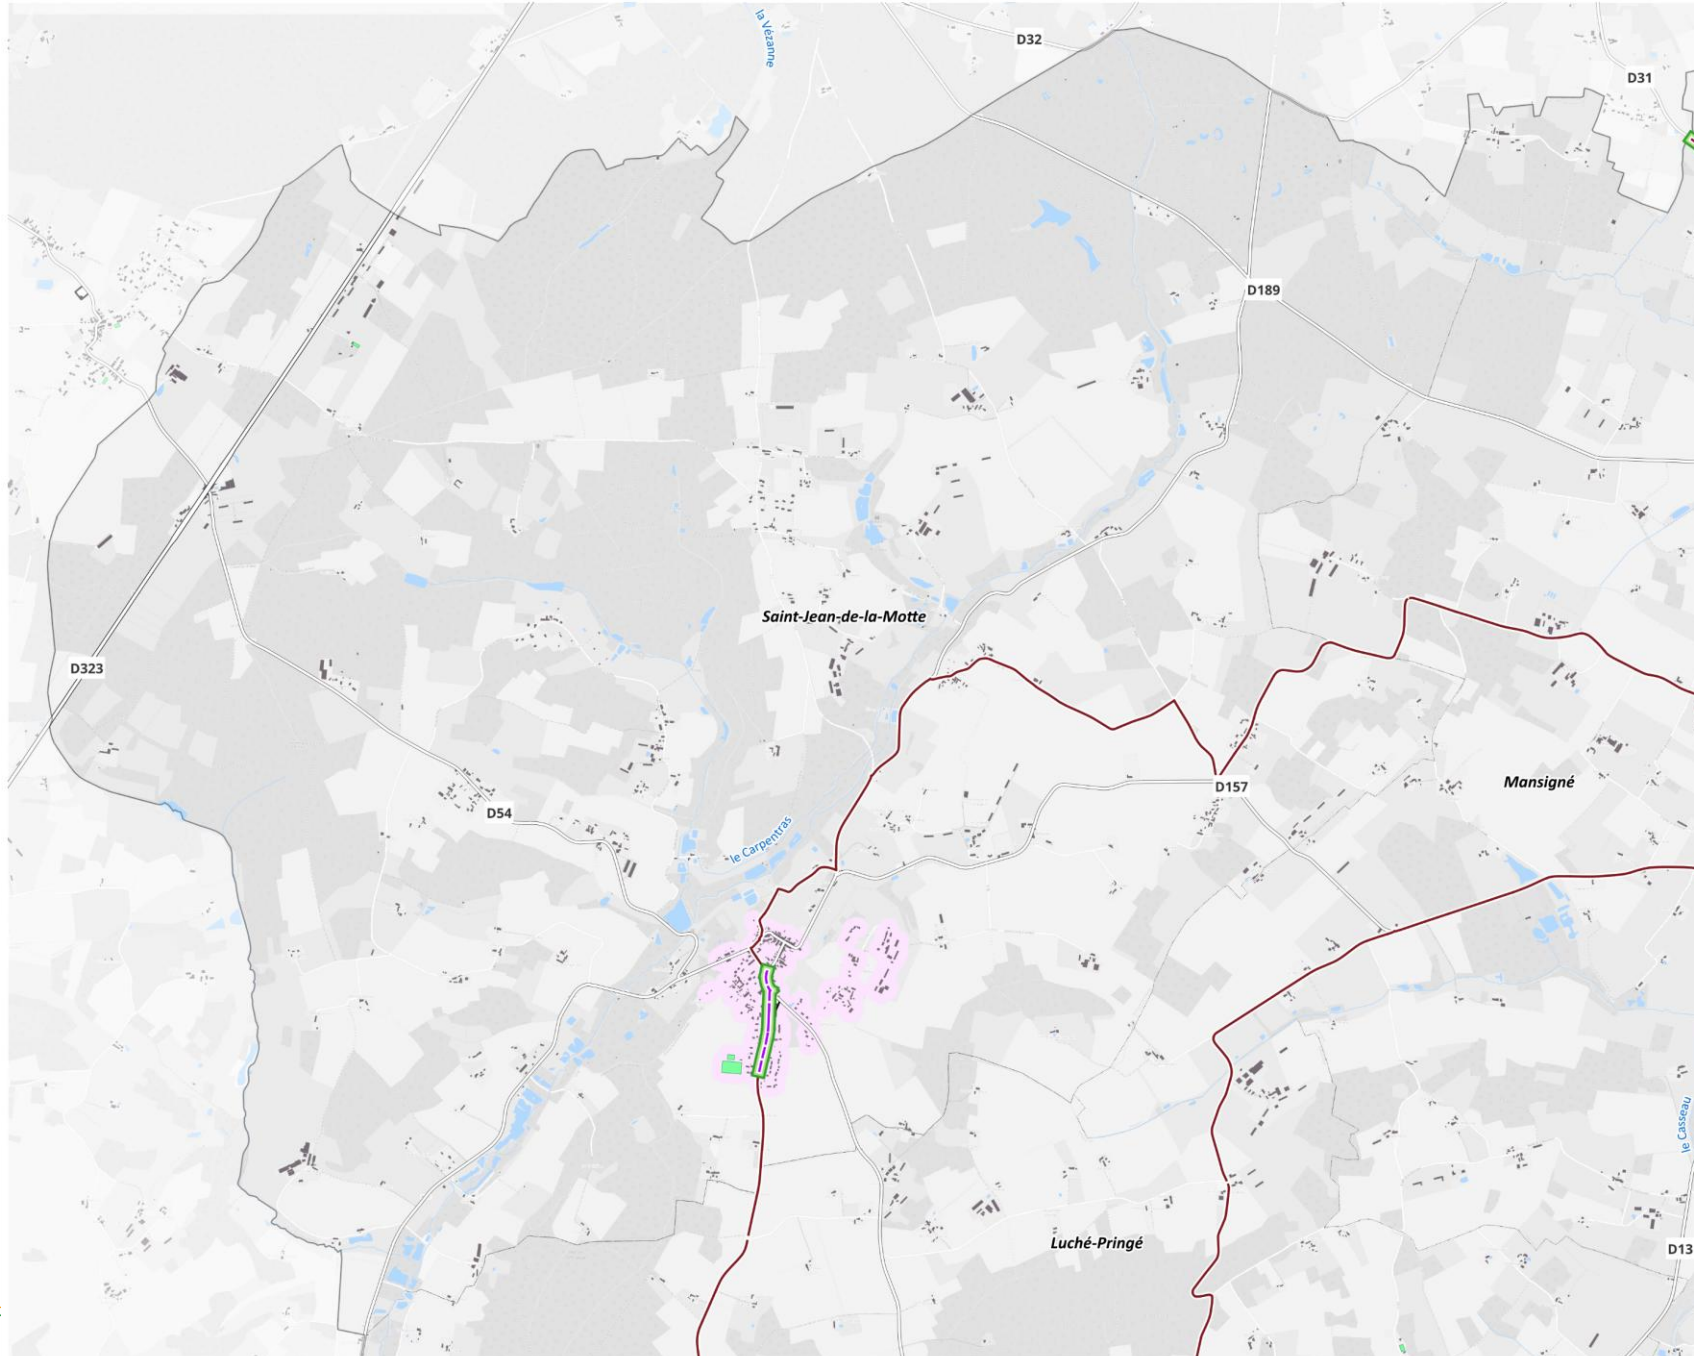 la Vézanne
D32
D31
D189
Saint-Jean-de-la-Motte
D323
Mansigné
D157
D54
le Carpentras
le Casseau
Luché-Pringé
D13